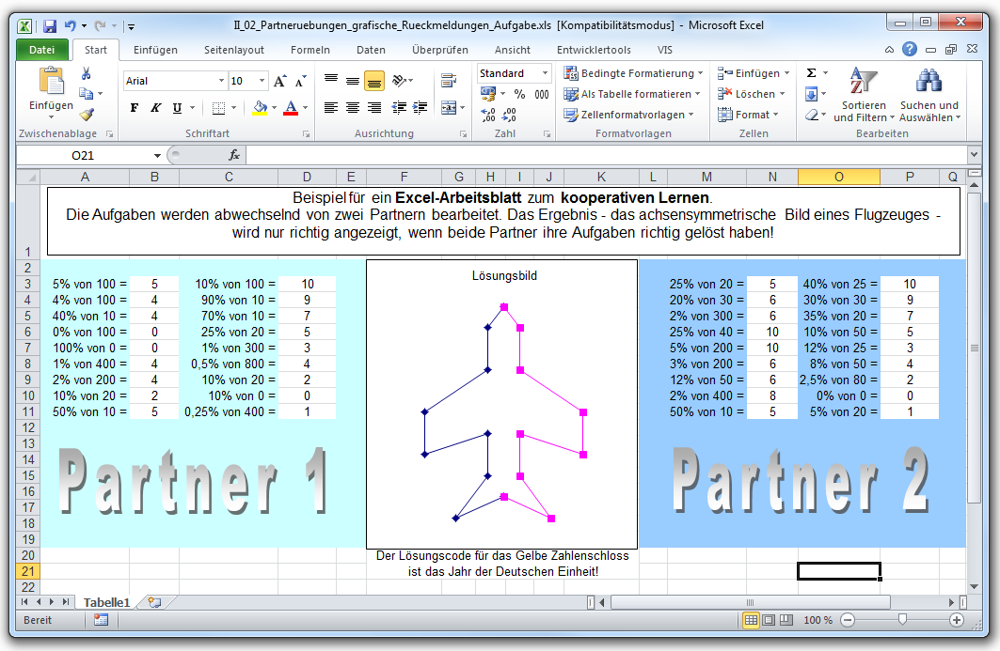 II_02_Partneruebungen_grafische_Rueckmeldungen_Aufgabe.xls [Kompatibilitätsmodus] - Microsoft Excel
Datei Start Einfügen Seitenlayout Formeln Daten Überprüfen Ansicht Entwicklertools VIS
Arial 10 Standard Bedingte Formatierung Einfügen Σ
Einfügen F K U A % 000 Als Tabelle formatieren Löschen Sortieren und Filtern Suchen und Auswählen
Zellenformatvorlagen Format
Zwischenablage Schriftart Ausrichtung Zahl Formatvorlagen Zellen Bearbeiten
O21 fx
A B C D E F G H I J K L M N O P Q
Beispiel für ein Excel-Arbeitsblatt zum kooperativen Lernen.
Die Aufgaben werden abwechselnd von zwei Partnern bearbeitet. Das Ergebnis - das achsensymmetrische Bild eines Flugzeuges -
1 wird nur richtig angezeigt, wenn beide Partner ihre Aufgaben richtig gelöst haben!
2 Lösungsbild
3 5% von 100 = 5 10% von 100 = 10 25% von 20 = 5 40% von 25 = 10
4 4% von 100 = 4 90% von 10 = 9 20% von 30 = 6 30% von 30 = 9
5 40% von 10 = 4 70% von 10 = 7 2% von 300 = 6 35% von 20 = 7
6 0% von 100 = 0 25% von 20 = 5 25% von 40 = 10 10% von 50 = 5
7 100% von 0 = 0 1% von 300 = 3 5% von 200 = 10 12% von 25 = 3
8 1% von 400 = 4 0,5% von 800 = 4 3% von 200 = 6 8% von 50 = 4
9 2% von 200 = 4 10% von 20 = 2 12% von 50 = 6 2,5% von 80 = 2
10 10% von 20 = 2 10% von 0 = 0 2% von 400 = 8 0% von 0 = 0
11 50% von 10 = 5 0,25% von 400 = 1 50% von 10 = 5 5% von 20 = 1
12
13
14
15 Partner 1 Partner 2
16
17
18
19
20 Der Lösungscode für das Gelbe Zahlenschloss
21 ist das Jahr der Deutschen Einheit!
22
Tabelle1
Bereit 100 %